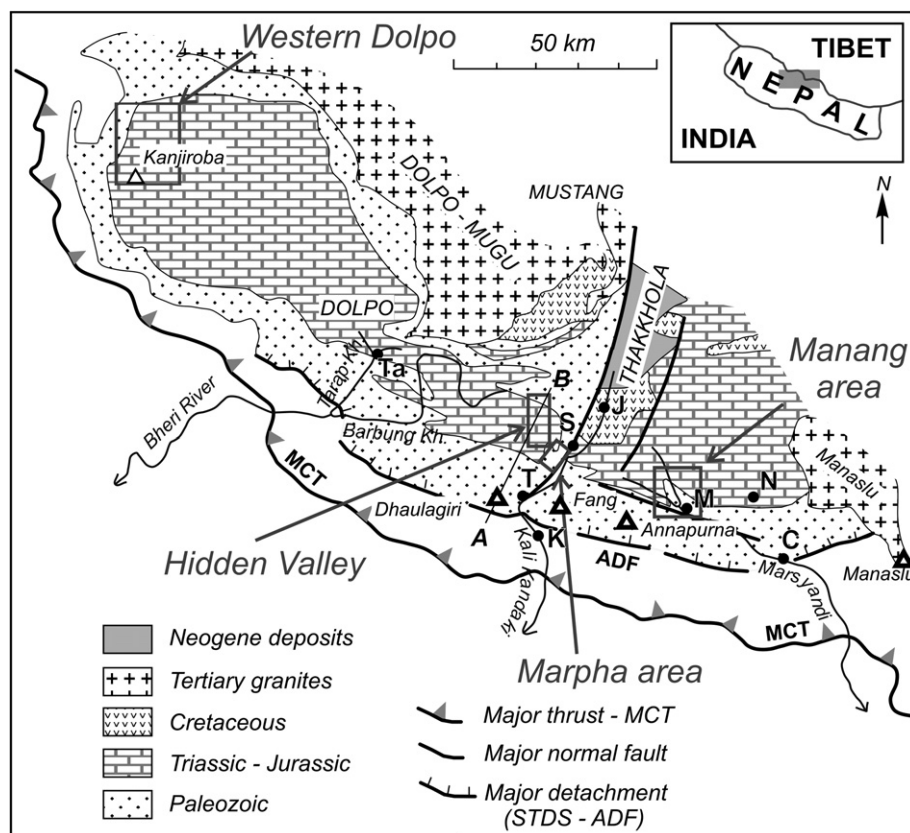 Western Dolpo
50 km
TIBET
NEPAL
INDIA
N
Kanjiroba
DOLPO - MUGU
MUSTANG
DOLPO
THAKKHOLA
Manang
area
Tarap Kh.
Ta
B
J
S
Bheri River
Barbung Kh.
MCT
T
Fang
M
N
Manaslu
Dhaulagiri
Annapurna
A
K
ADF
C
Hidden Valley
Kali Kandaki
Marsyandi
Manaslu
MCT
Marpha area
Neogene deposits
Tertiary granites
Cretaceous
Triassic - Jurassic
Paleozoic
Major thrust - MCT
Major normal fault
Major detachment
(STDS - ADF)